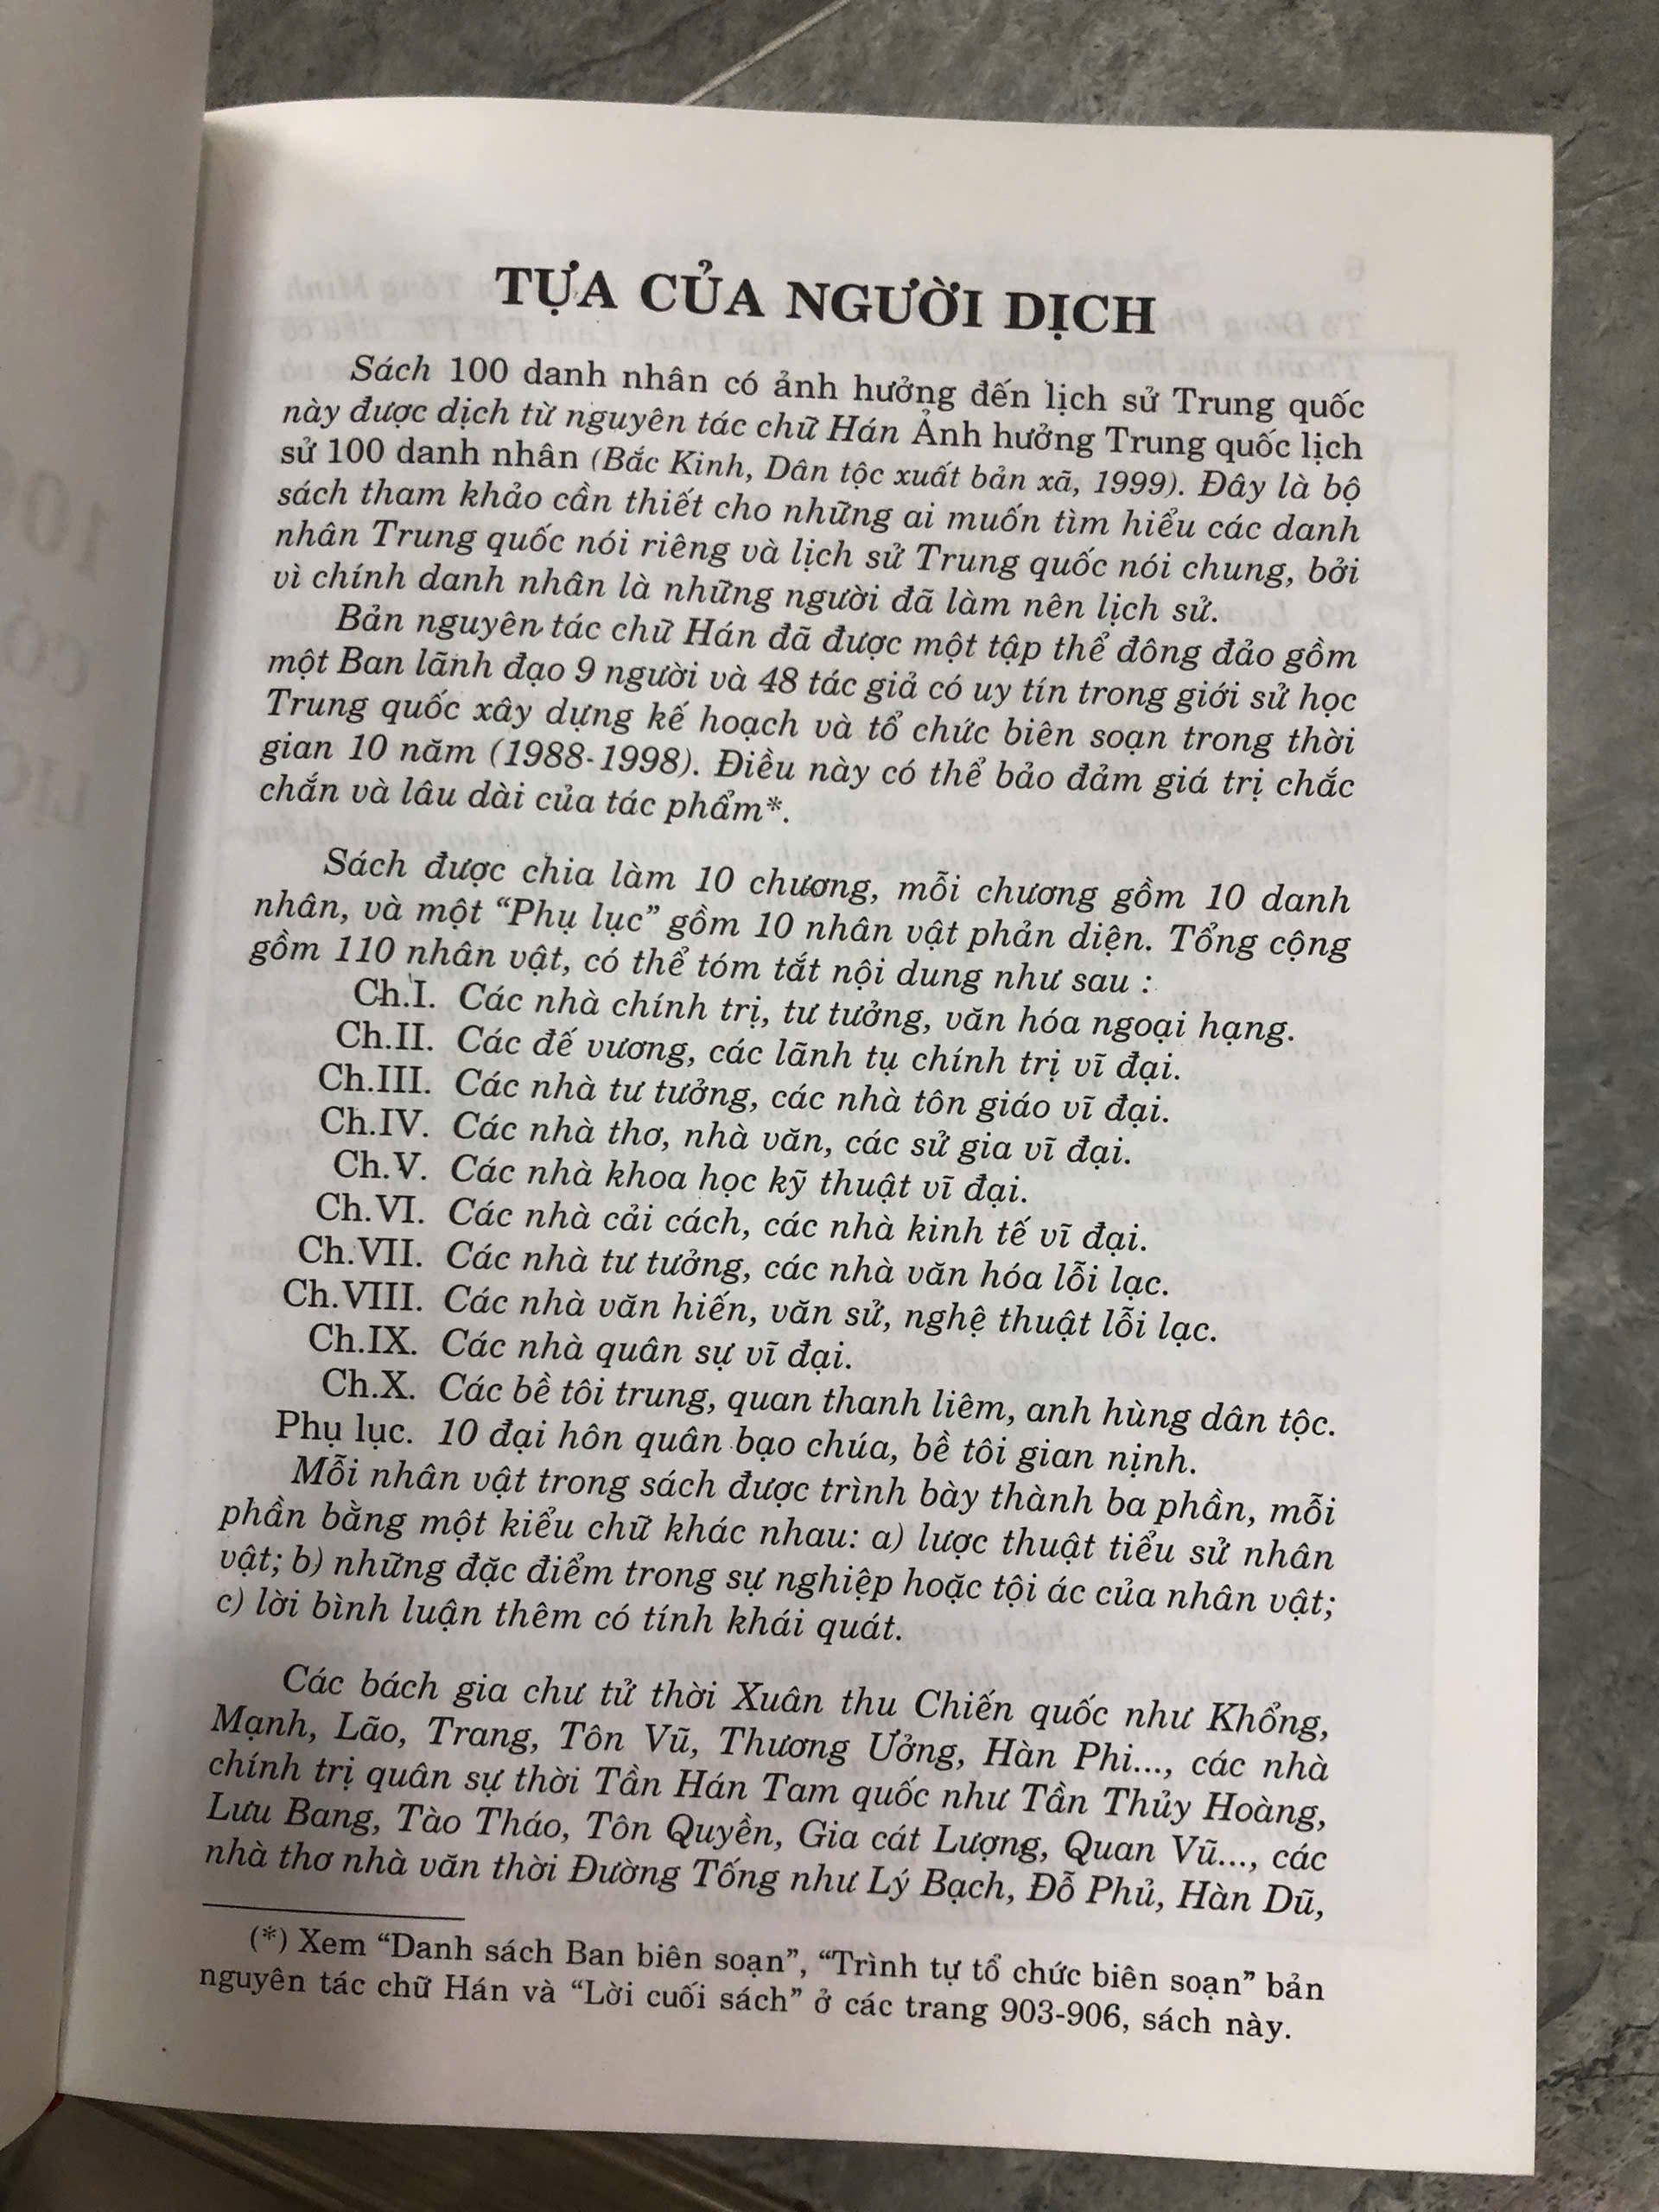 TỰA CỦA NGƯỜI DỊCH
Sách 100 danh nhân có ảnh hưởng đến lịch sử Trung quốc
này được dịch từ nguyên tác chữ Hán Ảnh hưởng Trung quốc lịch
sử 100 danh nhân (Bắc Kinh, Dân tộc xuất bản xã, 1999). Đây là bộ
sách tham khảo cần thiết cho những ai muốn tìm hiểu các danh
nhân Trung quốc nói riêng và lịch sử Trung quốc nói chung, bởi
vì chính danh nhân là những người đã làm nên lịch sử.
Bản nguyên tác chữ Hán đã được một tập thể đông đảo gồm
một Ban lãnh đạo 9 người và 48 tác giả có uy tín trong giới sử học
Trung quốc xây dựng kế hoạch và tổ chức biên soạn trong thời
gian 10 năm (1988-1998). Điều này có thể bảo đảm giá trị chắc
chắn và lâu dài của tác phẩm*.
Sách được chia làm 10 chương, mỗi chương gồm 10 danh
nhân, và một “Phụ lục” gồm 10 nhân vật phản diện. Tổng cộng
gồm 110 nhân vật, có thể tóm tắt nội dung như sau :
Ch.I. Các nhà chính trị, tư tưởng, văn hóa ngoại hạng.
Ch.II. Các đế vương, các lãnh tụ chính trị vĩ đại.
Ch.III. Các nhà tư tưởng, các nhà tôn giáo vĩ đại.
Ch.IV. Các nhà thơ, nhà văn, các sử gia vĩ đại.
Ch.V. Các nhà khoa học kỹ thuật vĩ đại.
Ch.VI. Các nhà cải cách, các nhà kinh tế vĩ đại.
Ch.VII. Các nhà tư tưởng, các nhà văn hóa lỗi lạc.
Ch.VIII. Các nhà văn hiến, văn sử, nghệ thuật lỗi lạc.
Ch.IX. Các nhà quân sự vĩ đại.
Ch.X. Các bề tôi trung, quan thanh liêm, anh hùng dân tộc.
Phụ lục. 10 đại hôn quân bạo chúa, bề tôi gian nịnh.
Mỗi nhân vật trong sách được trình bày thành ba phần, mỗi
phần bằng một kiểu chữ khác nhau: a) lược thuật tiểu sử nhân
vật; b) những đặc điểm trong sự nghiệp hoặc tội ác của nhân vật;
c) lời bình luận thêm có tính khái quát.
Các bách gia chư tử thời Xuân thu Chiến quốc như Khổng,
Mạnh, Lão, Trang, Tôn Vũ, Thương Ưởng, Hàn Phi..., các nhà
chính trị quân sự thời Tần Hán Tam quốc như Tần Thủy Hoàng,
Lưu Bang, Tào Tháo, Tôn Quyền, Gia cát Lượng, Quan Vũ..., các
nhà thơ nhà văn thời Đường Tống như Lý Bạch, Đỗ Phủ, Hàn Dũ,
(*) Xem “Danh sách Ban biên soạn”, “Trình tự tổ chức biên soạn” bản
nguyên tác chữ Hán và “Lời cuối sách” ở các trang 903-906, sách này.